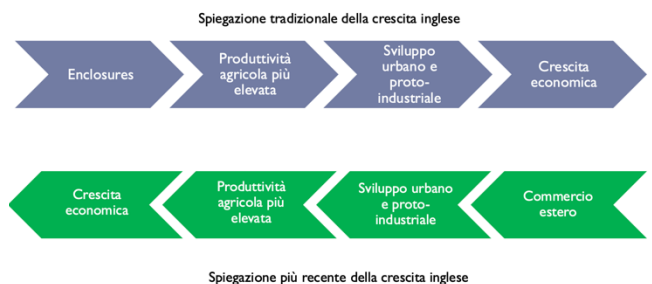 Spiegazione tradizionale della crescita inglese
Enclosures
Produttività
agricola più
elevata
Sviluppo
urbano e
proto-
industriale
Crescita
economica
Crescita
economica
Produttività
agricola più
elevata
Sviluppo urbano
e proto-
industriale
Commercio
estero
Spiegazione più recente della crescita inglese